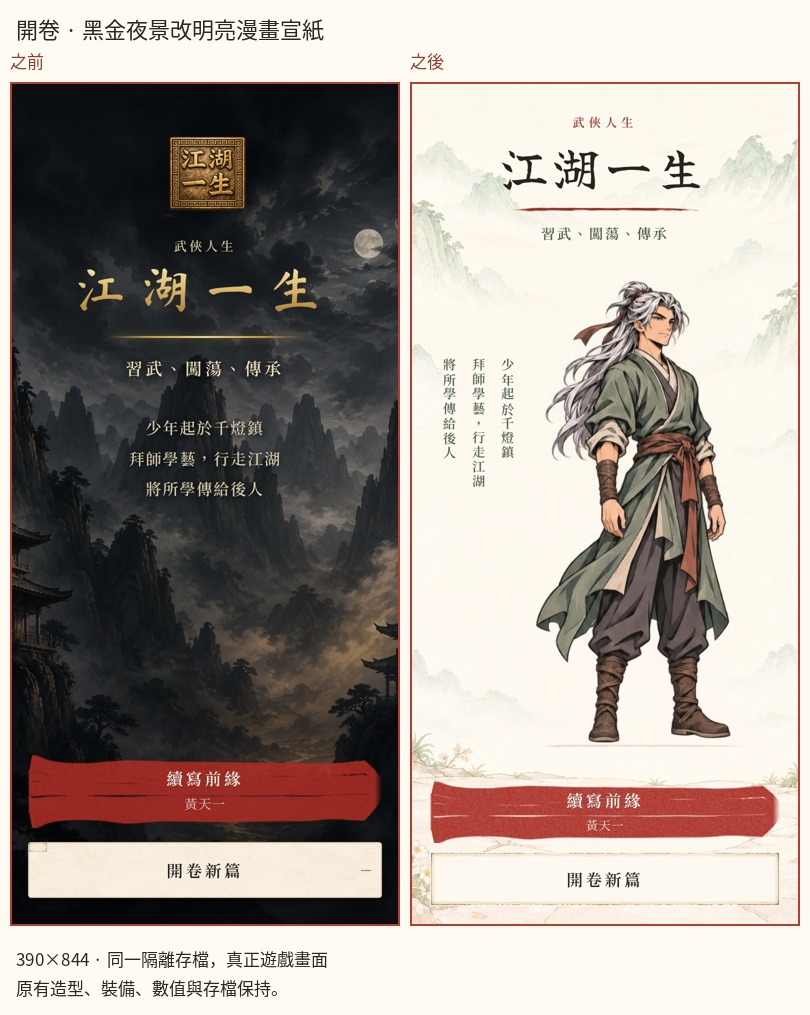 開卷 · 黑金夜景改明亮漫畫宣紙
之前
江湖
一生
武俠人生
江湖一生
習武、闖蕩、傳承
少年起於千燈鎮
拜師學藝，行走江湖
將所學傳給後人
續寫前緣
黃天一
開卷新篇
之後
武俠人生
江湖一生
習武、闖蕩、傳承
少年起於千燈鎮
拜師學藝，行走江湖
將所學傳給後人
續寫前緣
黃天一
開卷新篇
390×844 · 同一隔離存檔，真正遊戲畫面
原有造型、裝備、數值與存檔保持。